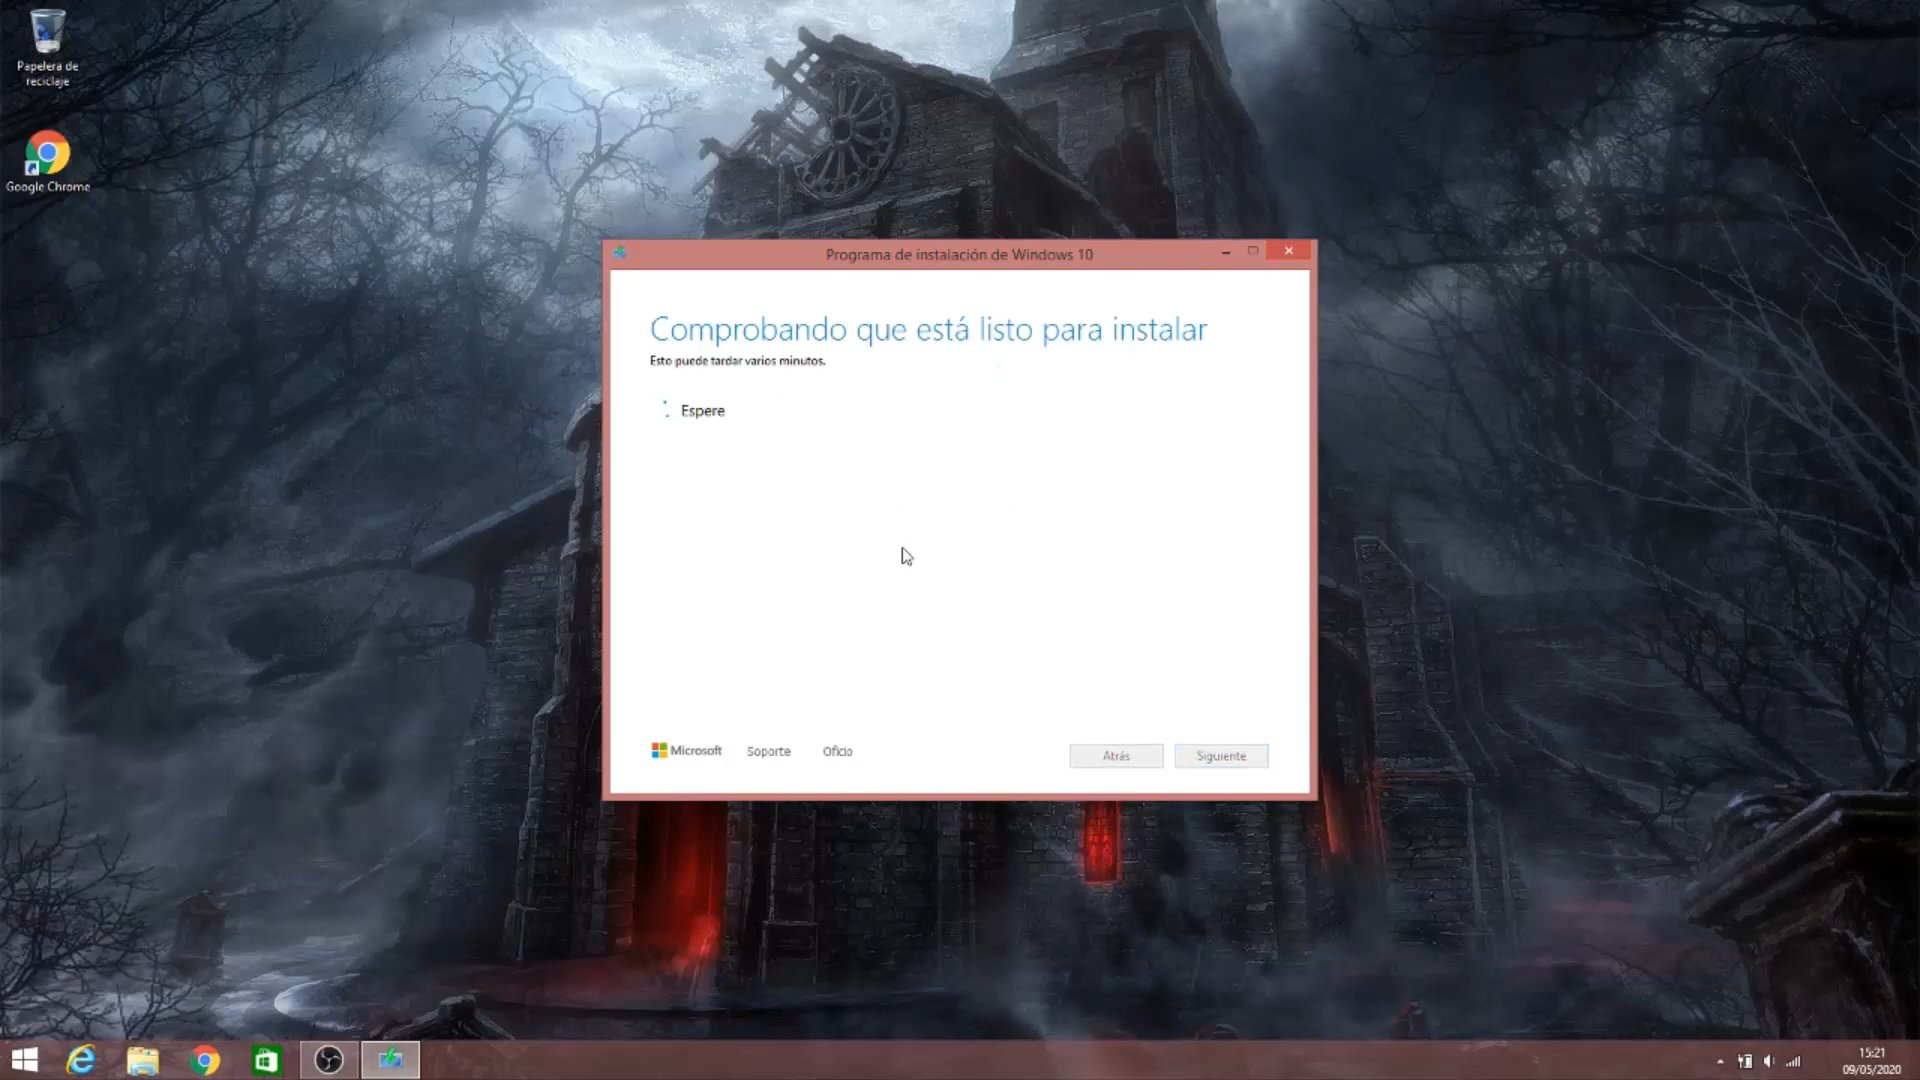 Papelera de
reciclaje
Google Chrome
Programa de instalación de Windows 10
Comprobando que está listo para instalar
Esto puede tardar varios minutos.
Espere
Microsoft
Soporte
Oficio
Atrás
Siguiente
15:21
09/05/2020